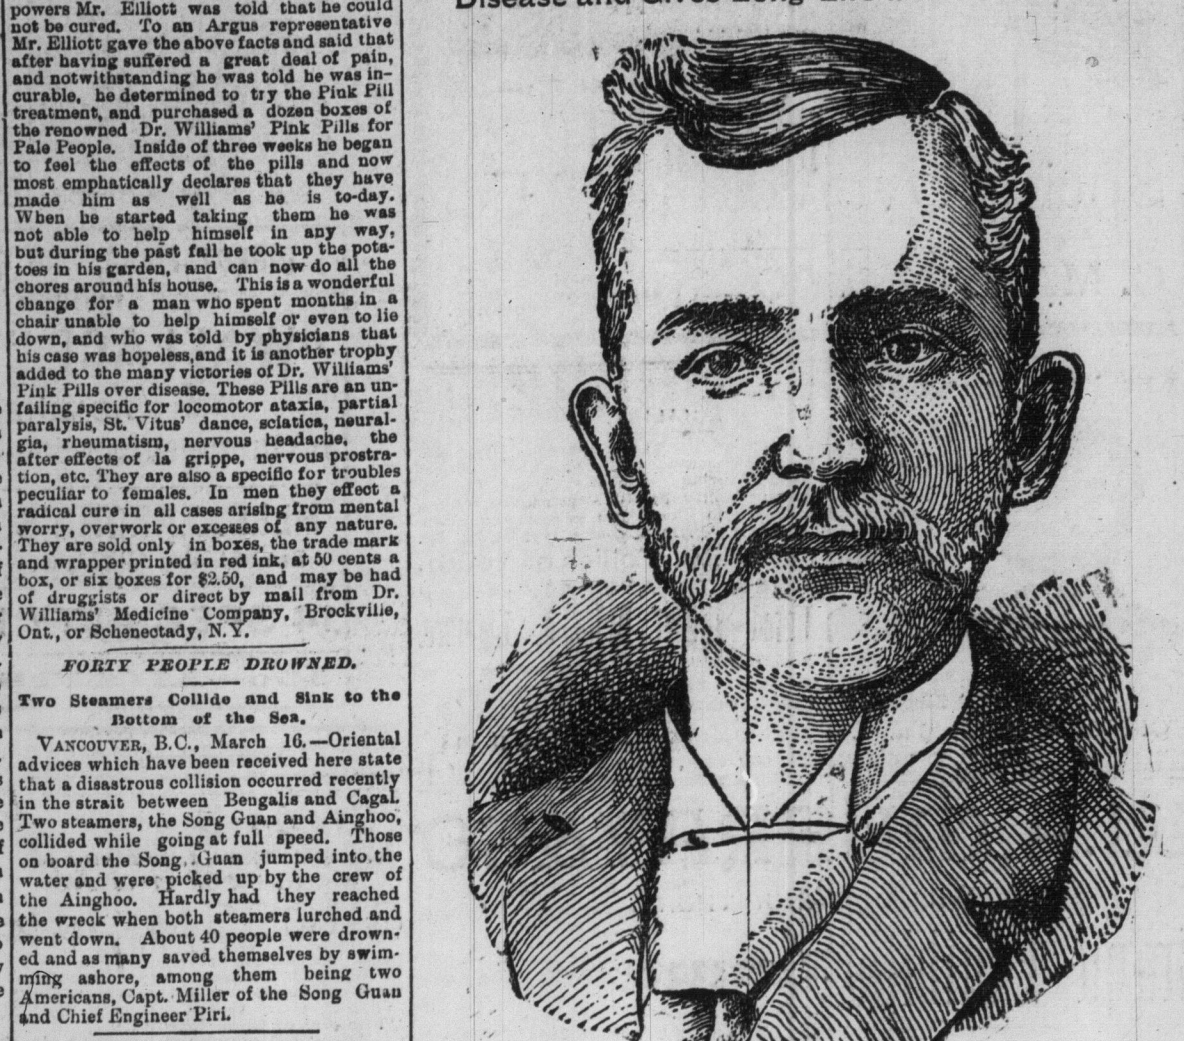 powers Mr. Elliott was told that he could
not be cured. To an Argus representative
Mr. Elliott gave the above facts and said that
after having suffered a great deal of pain,
and notwithstanding he was told he was in-
curable, he determined to try the Pink Pill
treatment, and purchased a dozen boxes of
the renowned Dr. Williams' Pink Pills for
Pale People. Inside of three weeks he began
to feel the effects of the pills and now
most emphatically declares that they have
made him as well as he is to-day.
When he started taking them he was
not able to help himself in any way,
but during the past fall he took up the pota-
toes in his garden, and can now do all the
chores around his house. This is a wonderful
change for a man who spent months in a
chair unable to help himself or even to lie
down, and who was told by physicians that
his case was hopeless, and it is another trophy
added to the many victories of Dr. Williams'
Pink Pills over disease. These Pills are an un-
failing specific for locomotor ataxia, partial
paralysis, St. Vitus' dance, sciatica, neural-
gia, rheumatism, nervous headache, the
after effects of la grippe, nervous prostra-
tion, etc. They are also a specific for troubles
peculiar to females. In men they effect a
radical cure in all cases arising from mental
worry, overwork or excesses of any nature.
They are sold only in boxes, the trade mark
and wrapper printed in red ink, at 50 cents a
box, or six boxes for $2.50, and may be had
of druggists or direct by mail from Dr.
Williams' Medicine Company, Brockville,
Ont., or Schenectady, N.Y.
FORTY PEOPLE DROWNED.
Two Steamers Collide and Sink to the
Bottom of the Sea.
VANCOUVER, B.C., March 16.—Oriental
advices which have been received here state
that a disastrous collision occurred recently
in the strait between Bengalis and Cagal.
Two steamers, the Song Guan and Ainghoo,
collided while going at full speed. Those
on board the Song Guan jumped into the
water and were picked up by the crew of
the Ainghoo. Hardly had they reached
the wreck when both steamers lurched and
went down. About 40 people were drown-
ed and as many saved themselves by swim-
ming ashore, among them being two
Americans, Capt. Miller of the Song Guan
and Chief Engineer Piri.
Disease and Gives Long